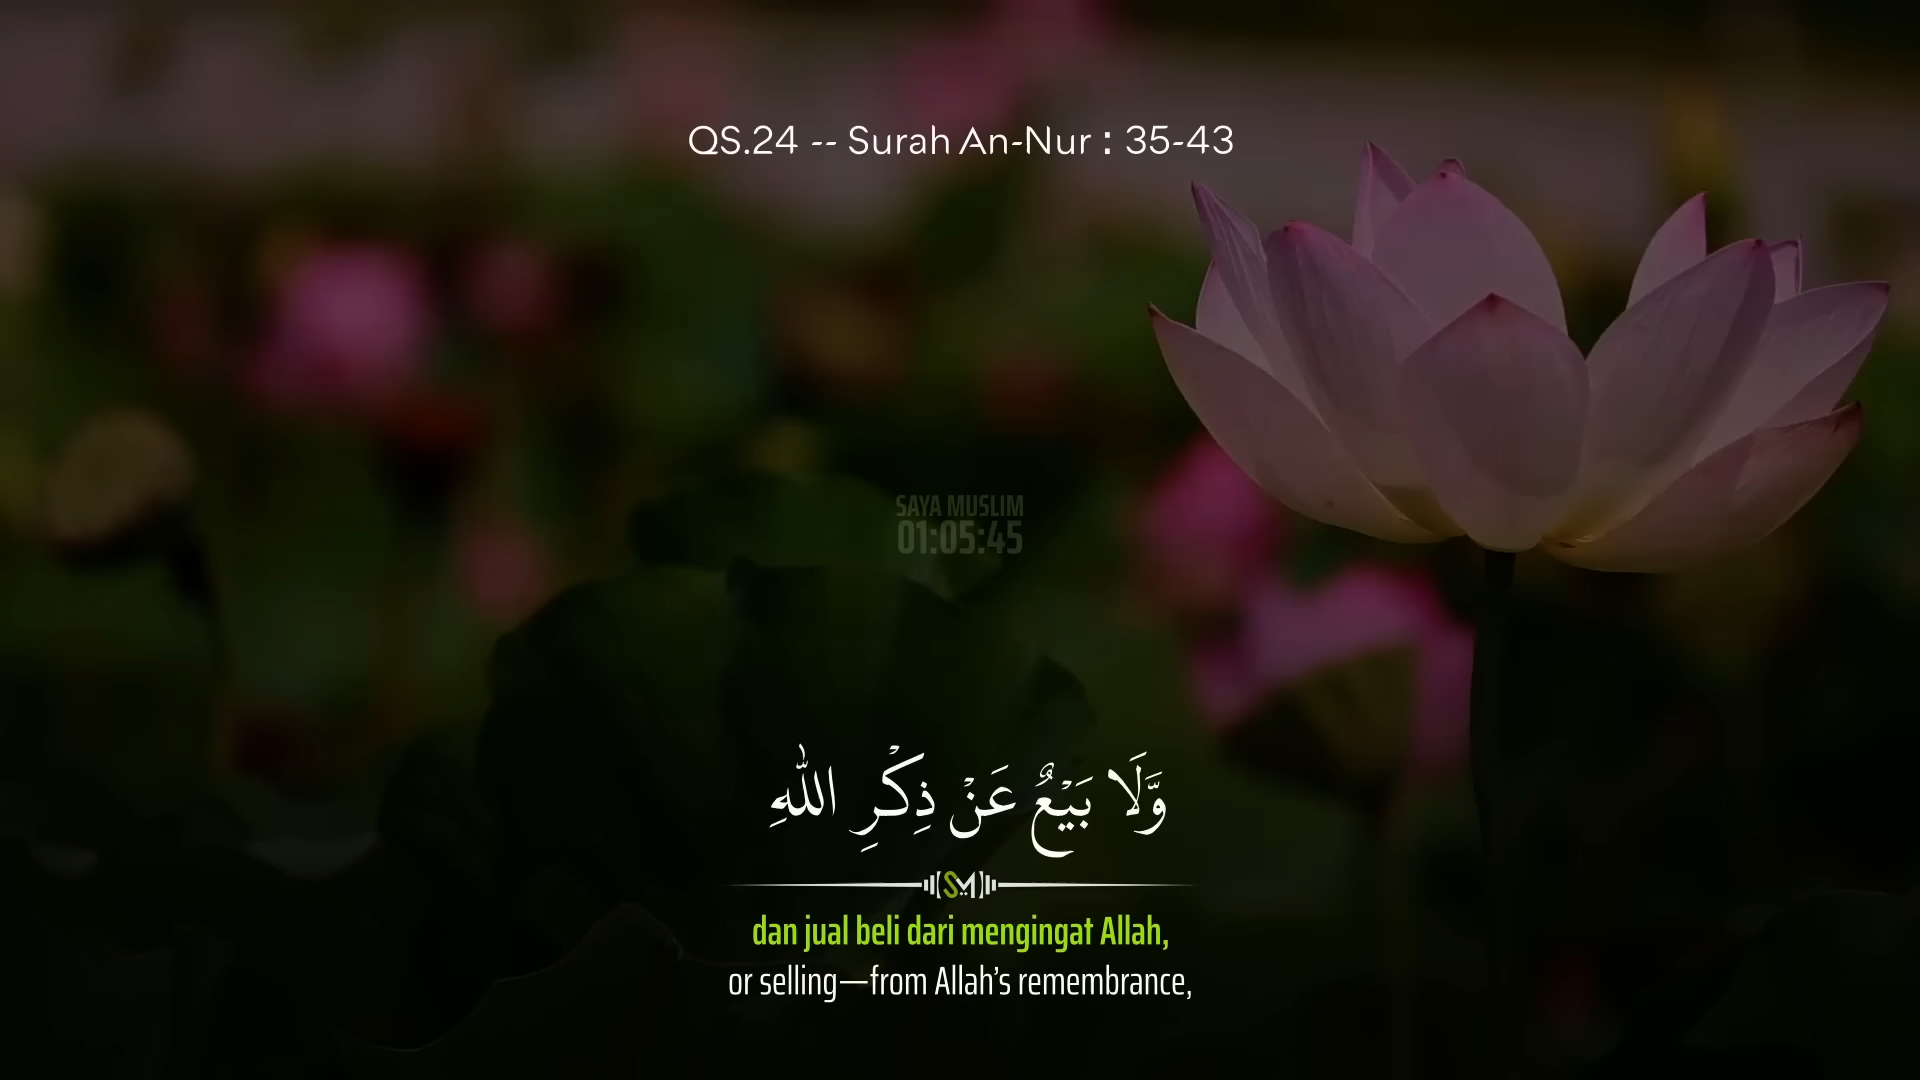 QS.24 -- Surah An-Nur : 35-43
SAYA MUSLIM
01:05:45
وَّلَا بَيْعٌ عَنْ ذِكْرِ اللّٰهِ
SM
dan jual beli dari mengingat Allah,
or selling—from Allah’s remembrance,